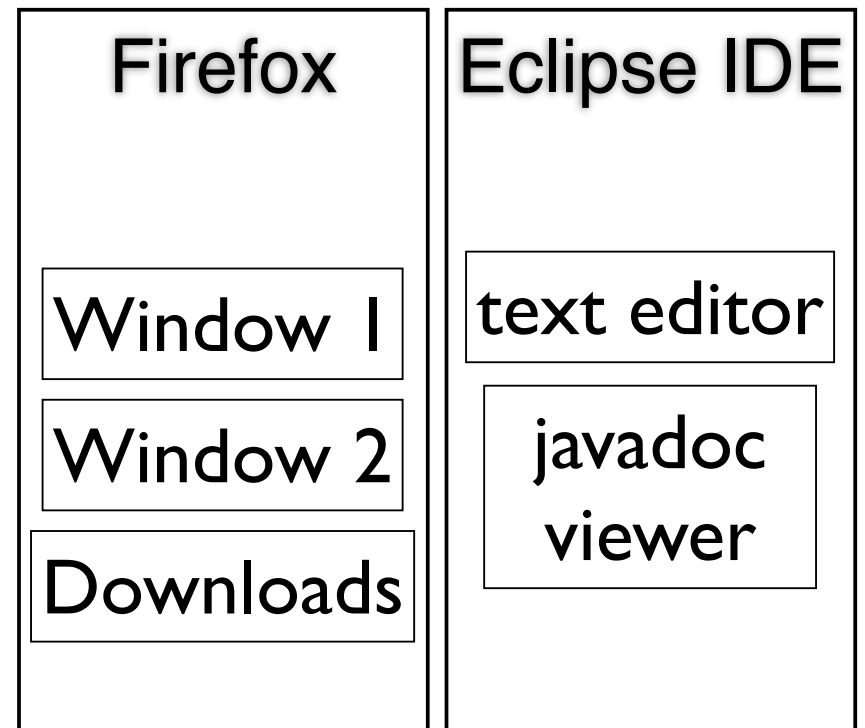 Firefox
Window 1
Window 2
Downloads
Eclipse IDE
text editor
javadoc
viewer